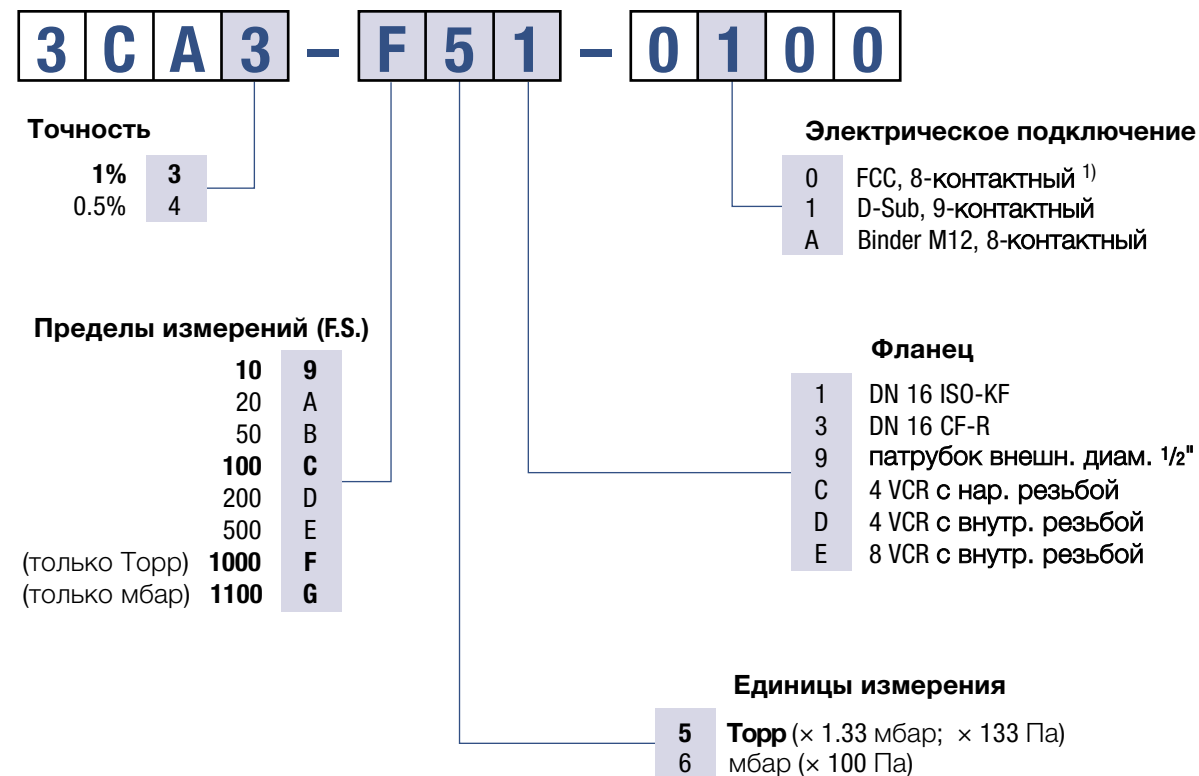 3CA3 – F51 – 0100
Точность
1% 3
0.5% 4
Электрическое подключение
0 FCC, 8-контактный 1)
1 D-Sub, 9-контактный
A Binder M12, 8-контактный
Пределы измерений (F.S.)
10 9
20 A
50 B
100 C
200 D
500 E
(только Торр) 1000 F
(только мбар) 1100 G
Фланец
1 DN 16 ISO-KF
3 DN 16 CF-R
9 патрубок внешн. диам. 1/2"
C 4 VCR с нар. резьбой
D 4 VCR с внутр. резьбой
E 8 VCR с внутр. резьбой
Единицы измерения
5 Торр (× 1.33 мбар; × 133 Па)
6 мбар (× 100 Па)